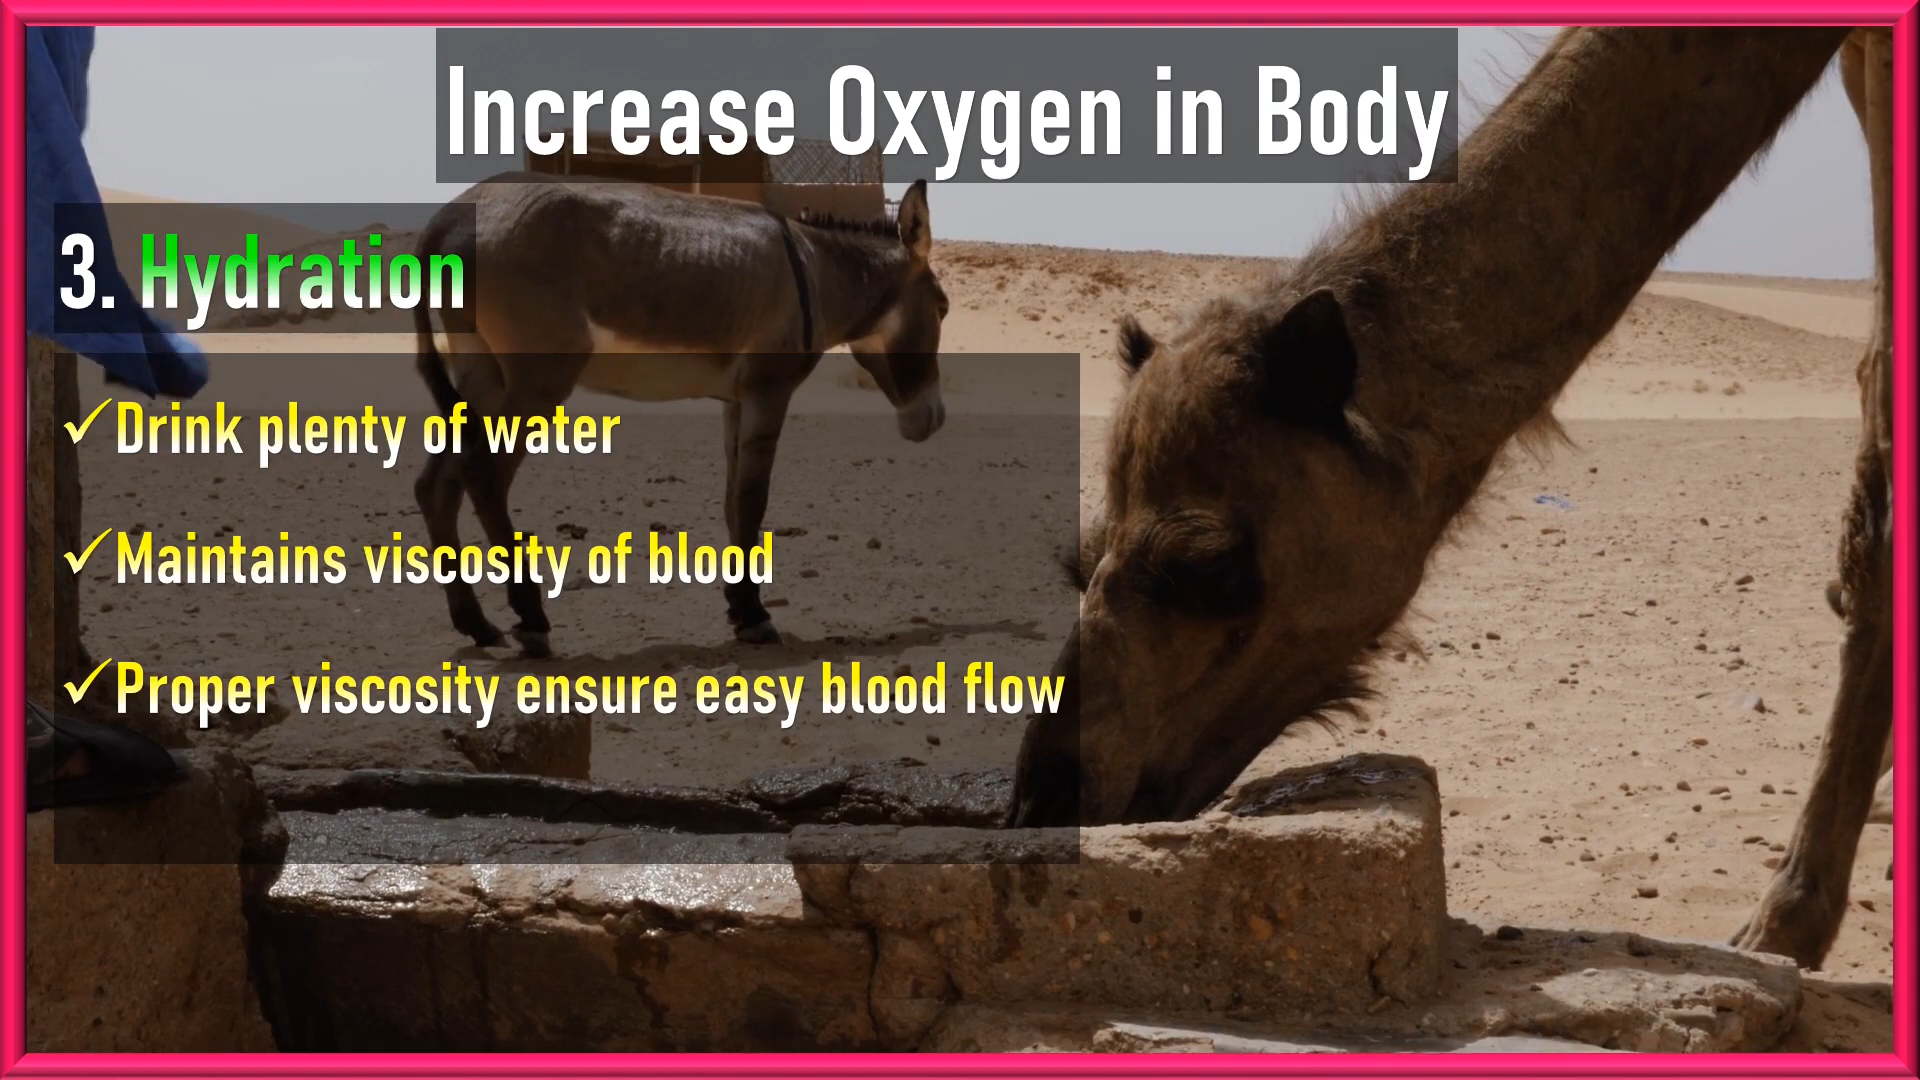 Increase Oxygen in Body
3. Hydration
✓Drink plenty of water
✓Maintains viscosity of blood
✓Proper viscosity ensure easy blood flow